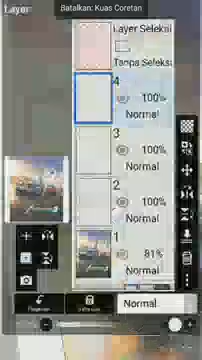 Layer
Batalkan: Kuas Coretan
Layer Seleksi
Tanpa Seleksi
4
100%
Normal
3
100%
Normal
2
100%
Normal
1
81%
Normal
Normal